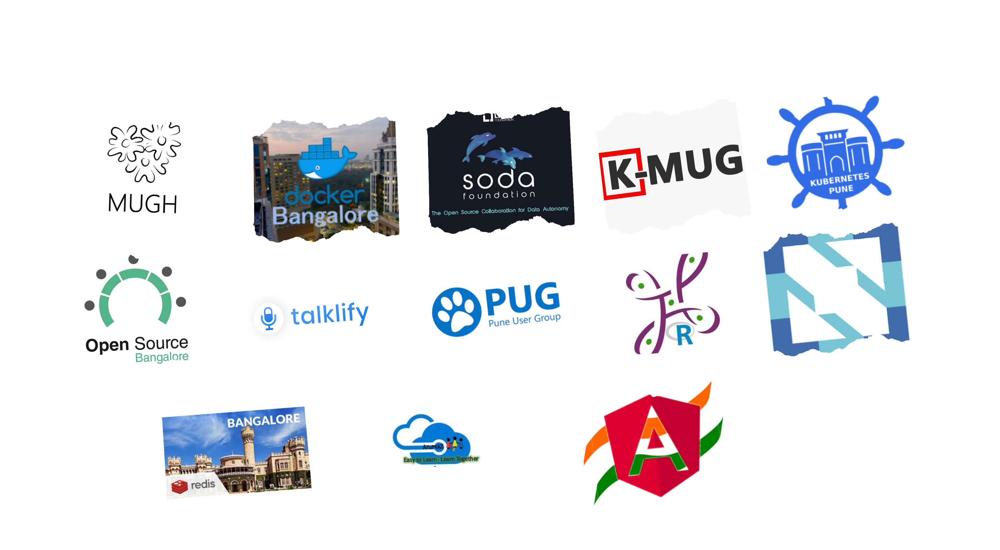 MUGH
docker
Bangalore
FOUNDATION
soda
foundation
The Open Source Collaboration for Data Autonomy
K-MUG
KUBERNETES
PUNE
Open Source
Bangalore
talklify
PUG
Pune User Group
R
BANGALORE
redis
AzureAZ
Easy to Learn- Learn Together
A